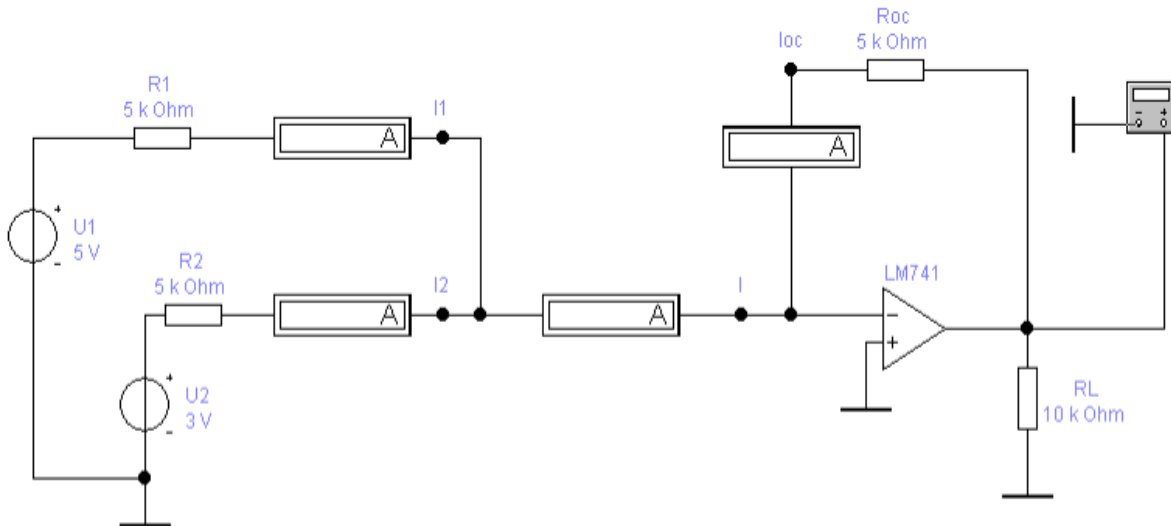 Roc
5 k Ohm
Ioc
R1
5 k Ohm
I1
A
A
U1
5 V
R2
5 k Ohm
I2
I
LM741
A
A
U2
3 V
RL
10 k Ohm